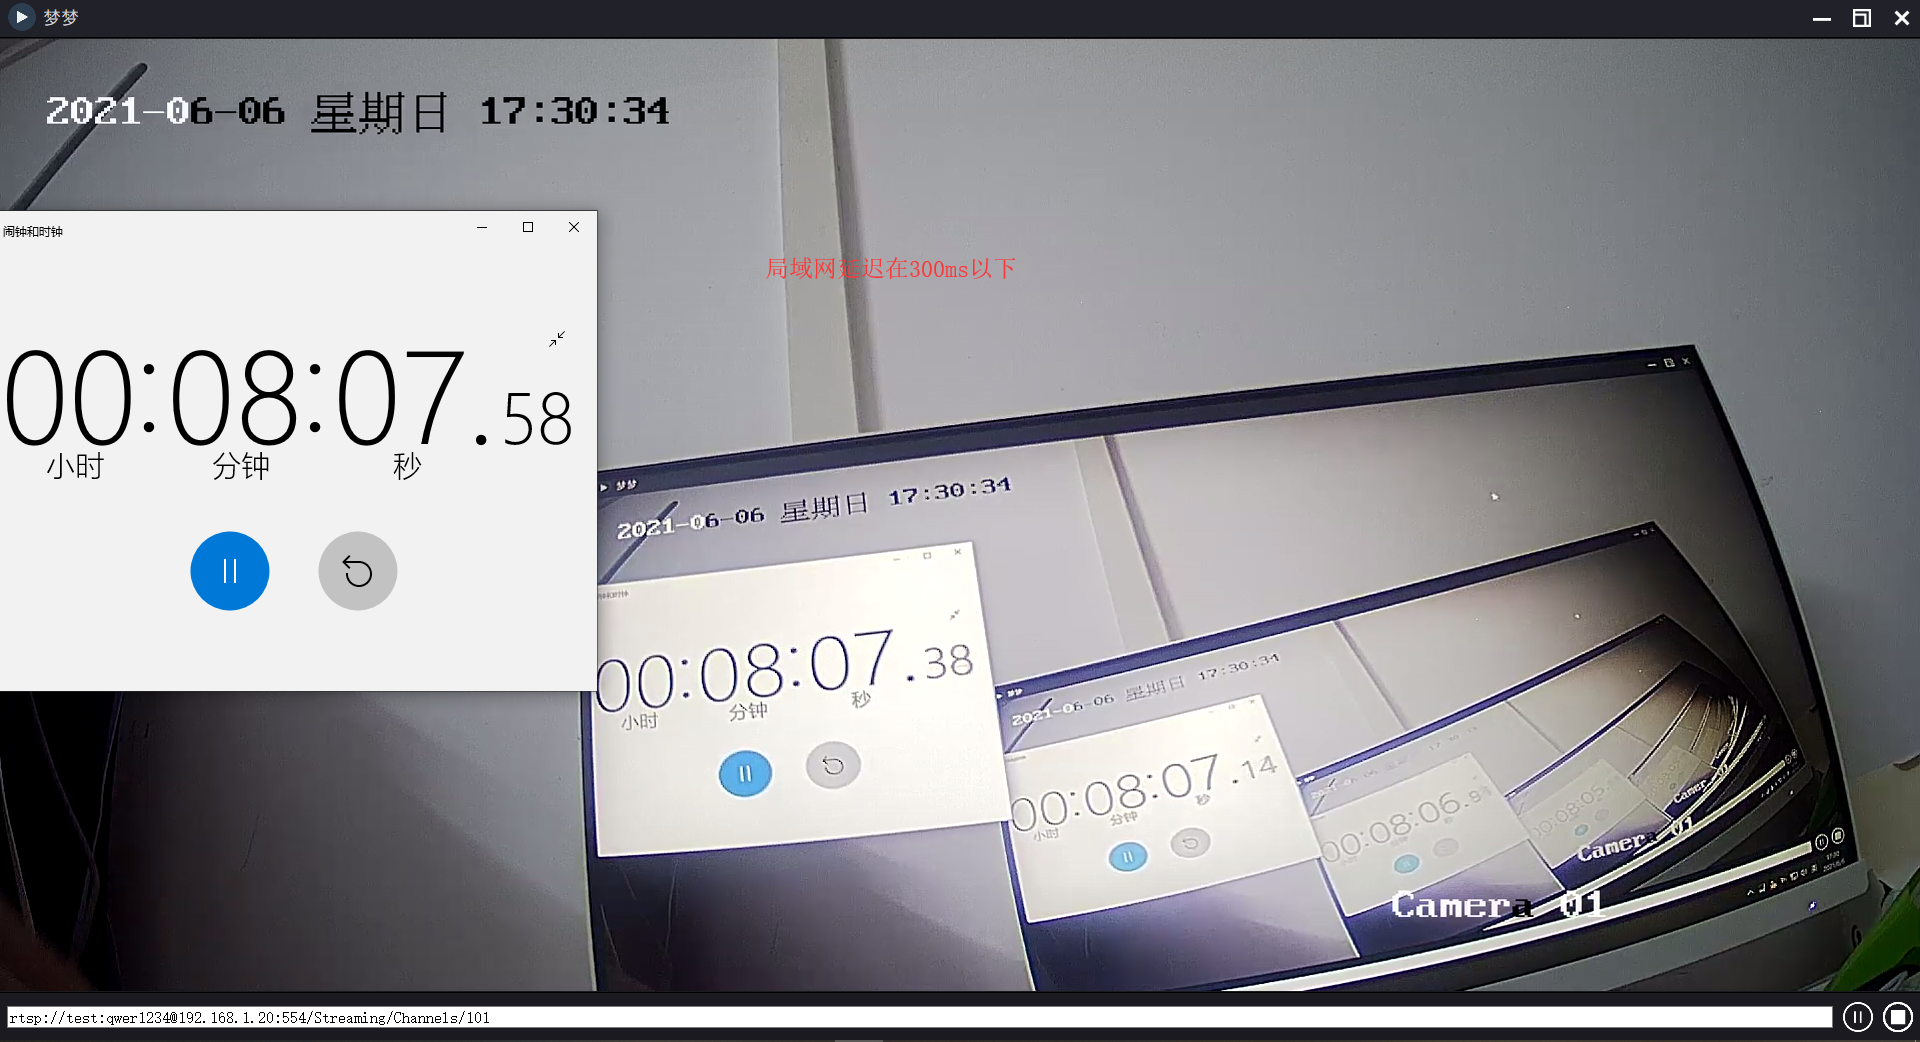 梦梦
2021-06-06 星期日 17:30:34
闹钟和时钟
局域网延迟在300ms以下
00:08:07.58
小时 分钟 秒
梦梦
2021-06-06 星期日 17:30:34
00:08:07.38
小时 分钟 秒
梦梦
2021-06-06 星期日 17:30:34
00:08:07.14
小时 分钟 秒
00:08:06
Camera 01
Camera 01
Camera 01
rtsp://test:qwer1234@192.168.1.20:554/Streaming/Channels/101